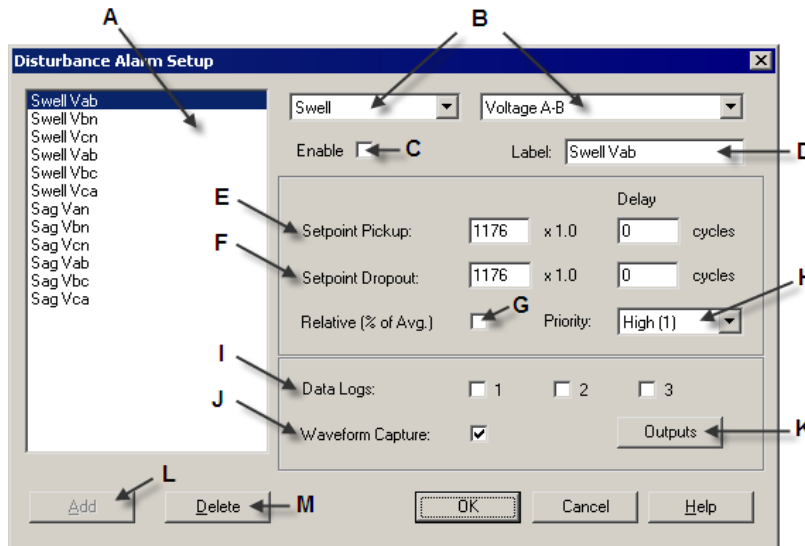 A
B
Disturbance Alarm Setup
Swell Vab
Swell Vbn
Swell Vcn
Swell Vab
Swell Vbc
Swell Vca
Sag Van
Sag Vbn
Sag Vcn
Sag Vab
Sag Vbc
Sag Vca
Swell
Voltage A-B
Enable
C
Label: Swell Vab
D
E
Delay
Setpoint Pickup: 1176 x 1.0 0 cycles
F
Setpoint Dropout: 1176 x 1.0 0 cycles
G
H
Relative (% of Avg.) Priority: High (1)
I
Data Logs: 1 2 3
J
Waveform Capture: Outputs
K
L
Add
Delete
M
OK
Cancel
Help